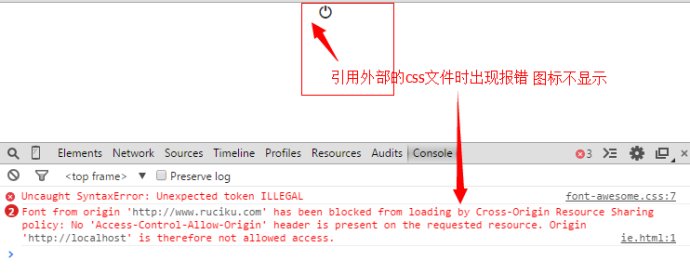 引用外部的css文件时出现报错 图标不显示
Elements Network Sources Timeline Profiles Resources Audits Console 3
<top frame> Preserve log
Uncaught SyntaxError: Unexpected token ILLEGAL font-awesome.css:7
2 Font from origin 'http://www.ruciku.com' has been blocked from loading by Cross-Origin Resource Sharing
policy: No 'Access-Control-Allow-Origin' header is present on the requested resource. Origin
'http://localhost' is therefore not allowed access. ie.html:1